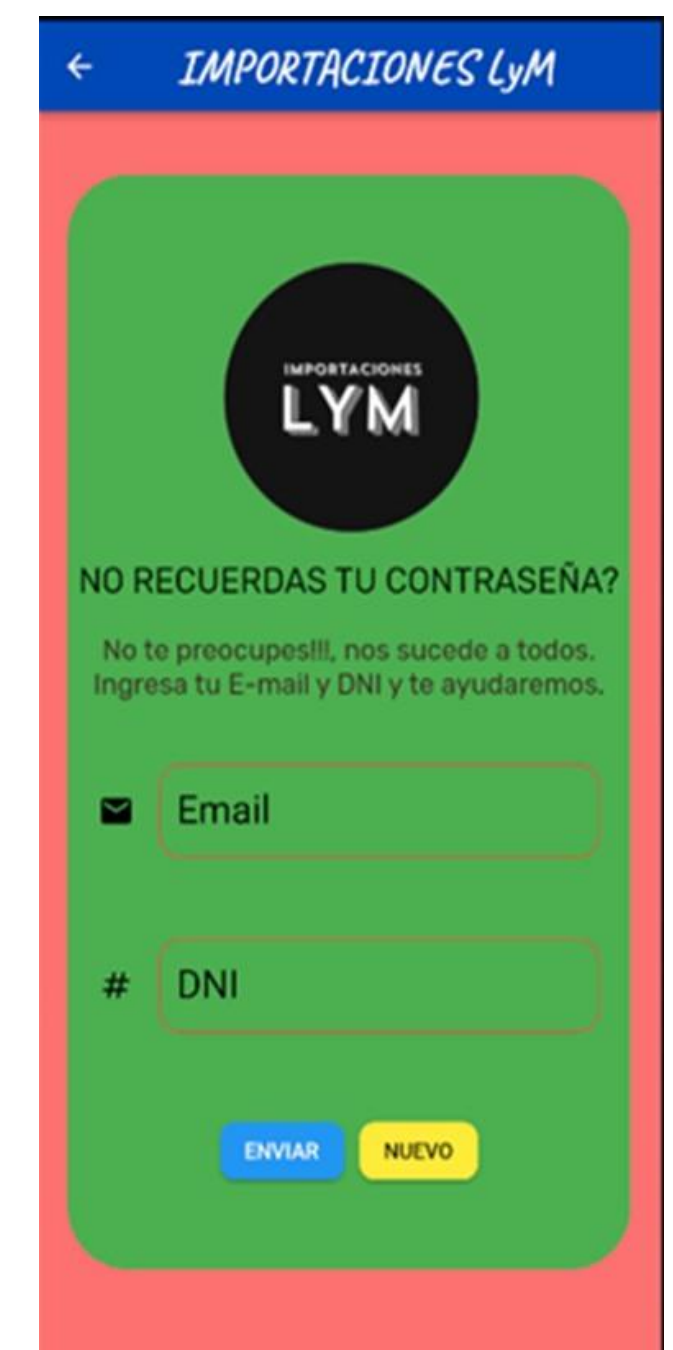 IMPORTACIONES LyM
IMPORTACIONES
LYM
NO RECUERDAS TU CONTRASEÑA?
No te preocupes!!!, nos sucede a todos.
Ingresa tu E-mail y DNI y te ayudaremos.
Email
# DNI
ENVIAR NUEVO